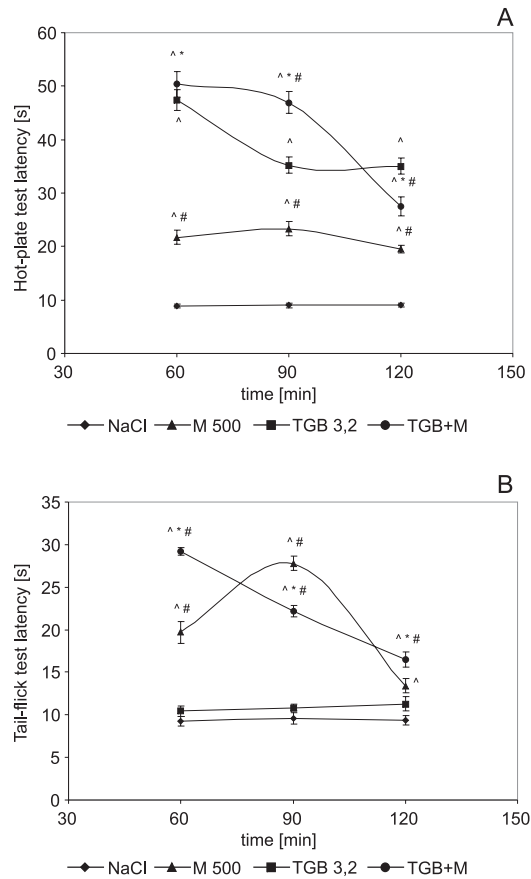 A
Hot-plate test latency [s]
60
50
40
30
20
10
0
^ *
^
^ * #
^
^
^ * #
^ #
^ #
^ #
30 60 90 120 150
time [min]
NaCl M 500 TGB 3,2 TGB+M
B
Tail-flick test latency [s]
35
30
25
20
15
10
5
0
^ * #
^ #
^ #
^ * #
^ * #
^
30 60 90 120 150
time [min]
NaCl M 500 TGB 3,2 TGB+M